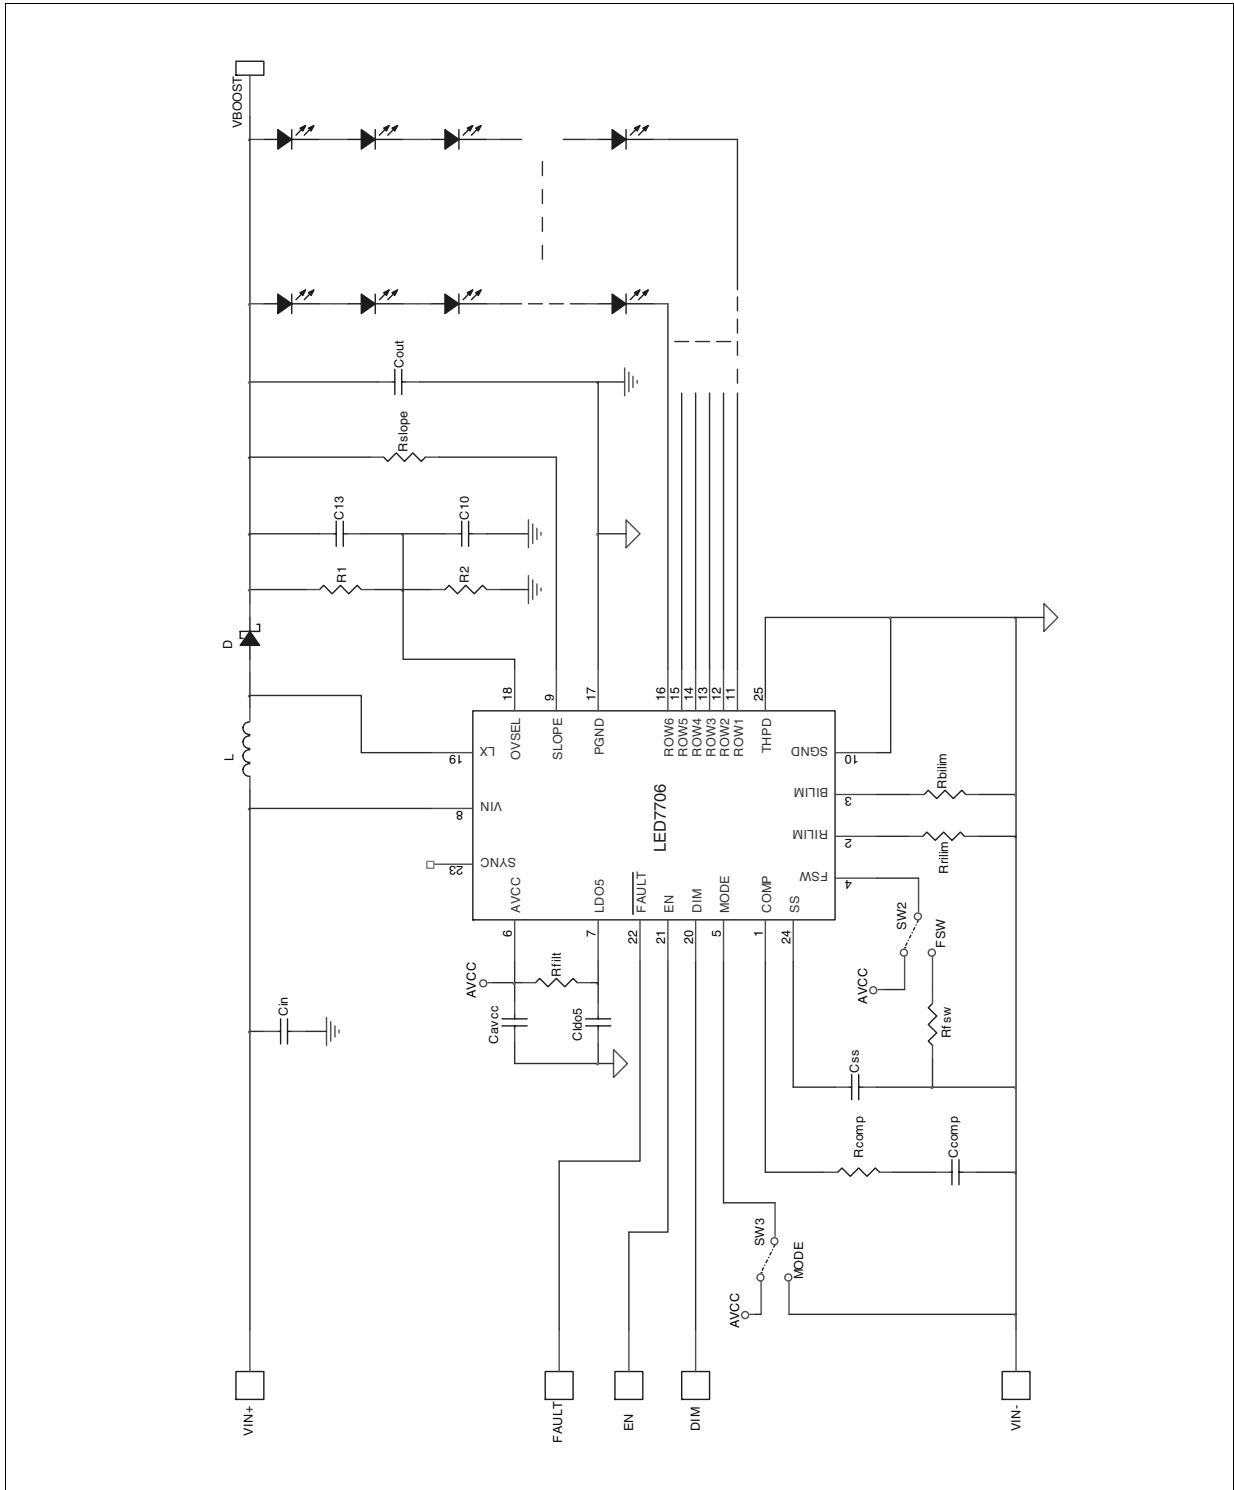 VBOOST
Cout
Rslope
C13
C10
R1
R2
D
L
18
9
17
16
15
14
13
12
11
25
OVSEL
SLOPE
PGND
ROW6
ROW5
ROW4
ROW3
ROW2
ROW1
THPD
19
LX
8
VIN
23
SYNC
LED7706
SGND
10
BILIM
3
RILIM
2
FSW
4
Rbilim
Rrilim
AVCC
LDO5
FAULT
EN
DIM
MODE
COMP
SS
6
7
22
21
20
5
1
24
SW2
FSW
AVCC
Rfsw
AVCC
Rfilt
Cavcc
Cldo5
Cin
Css
Rcomp
Ccomp
SW3
MODE
AVCC
VIN+
FAULT
EN
DIM
VIN-